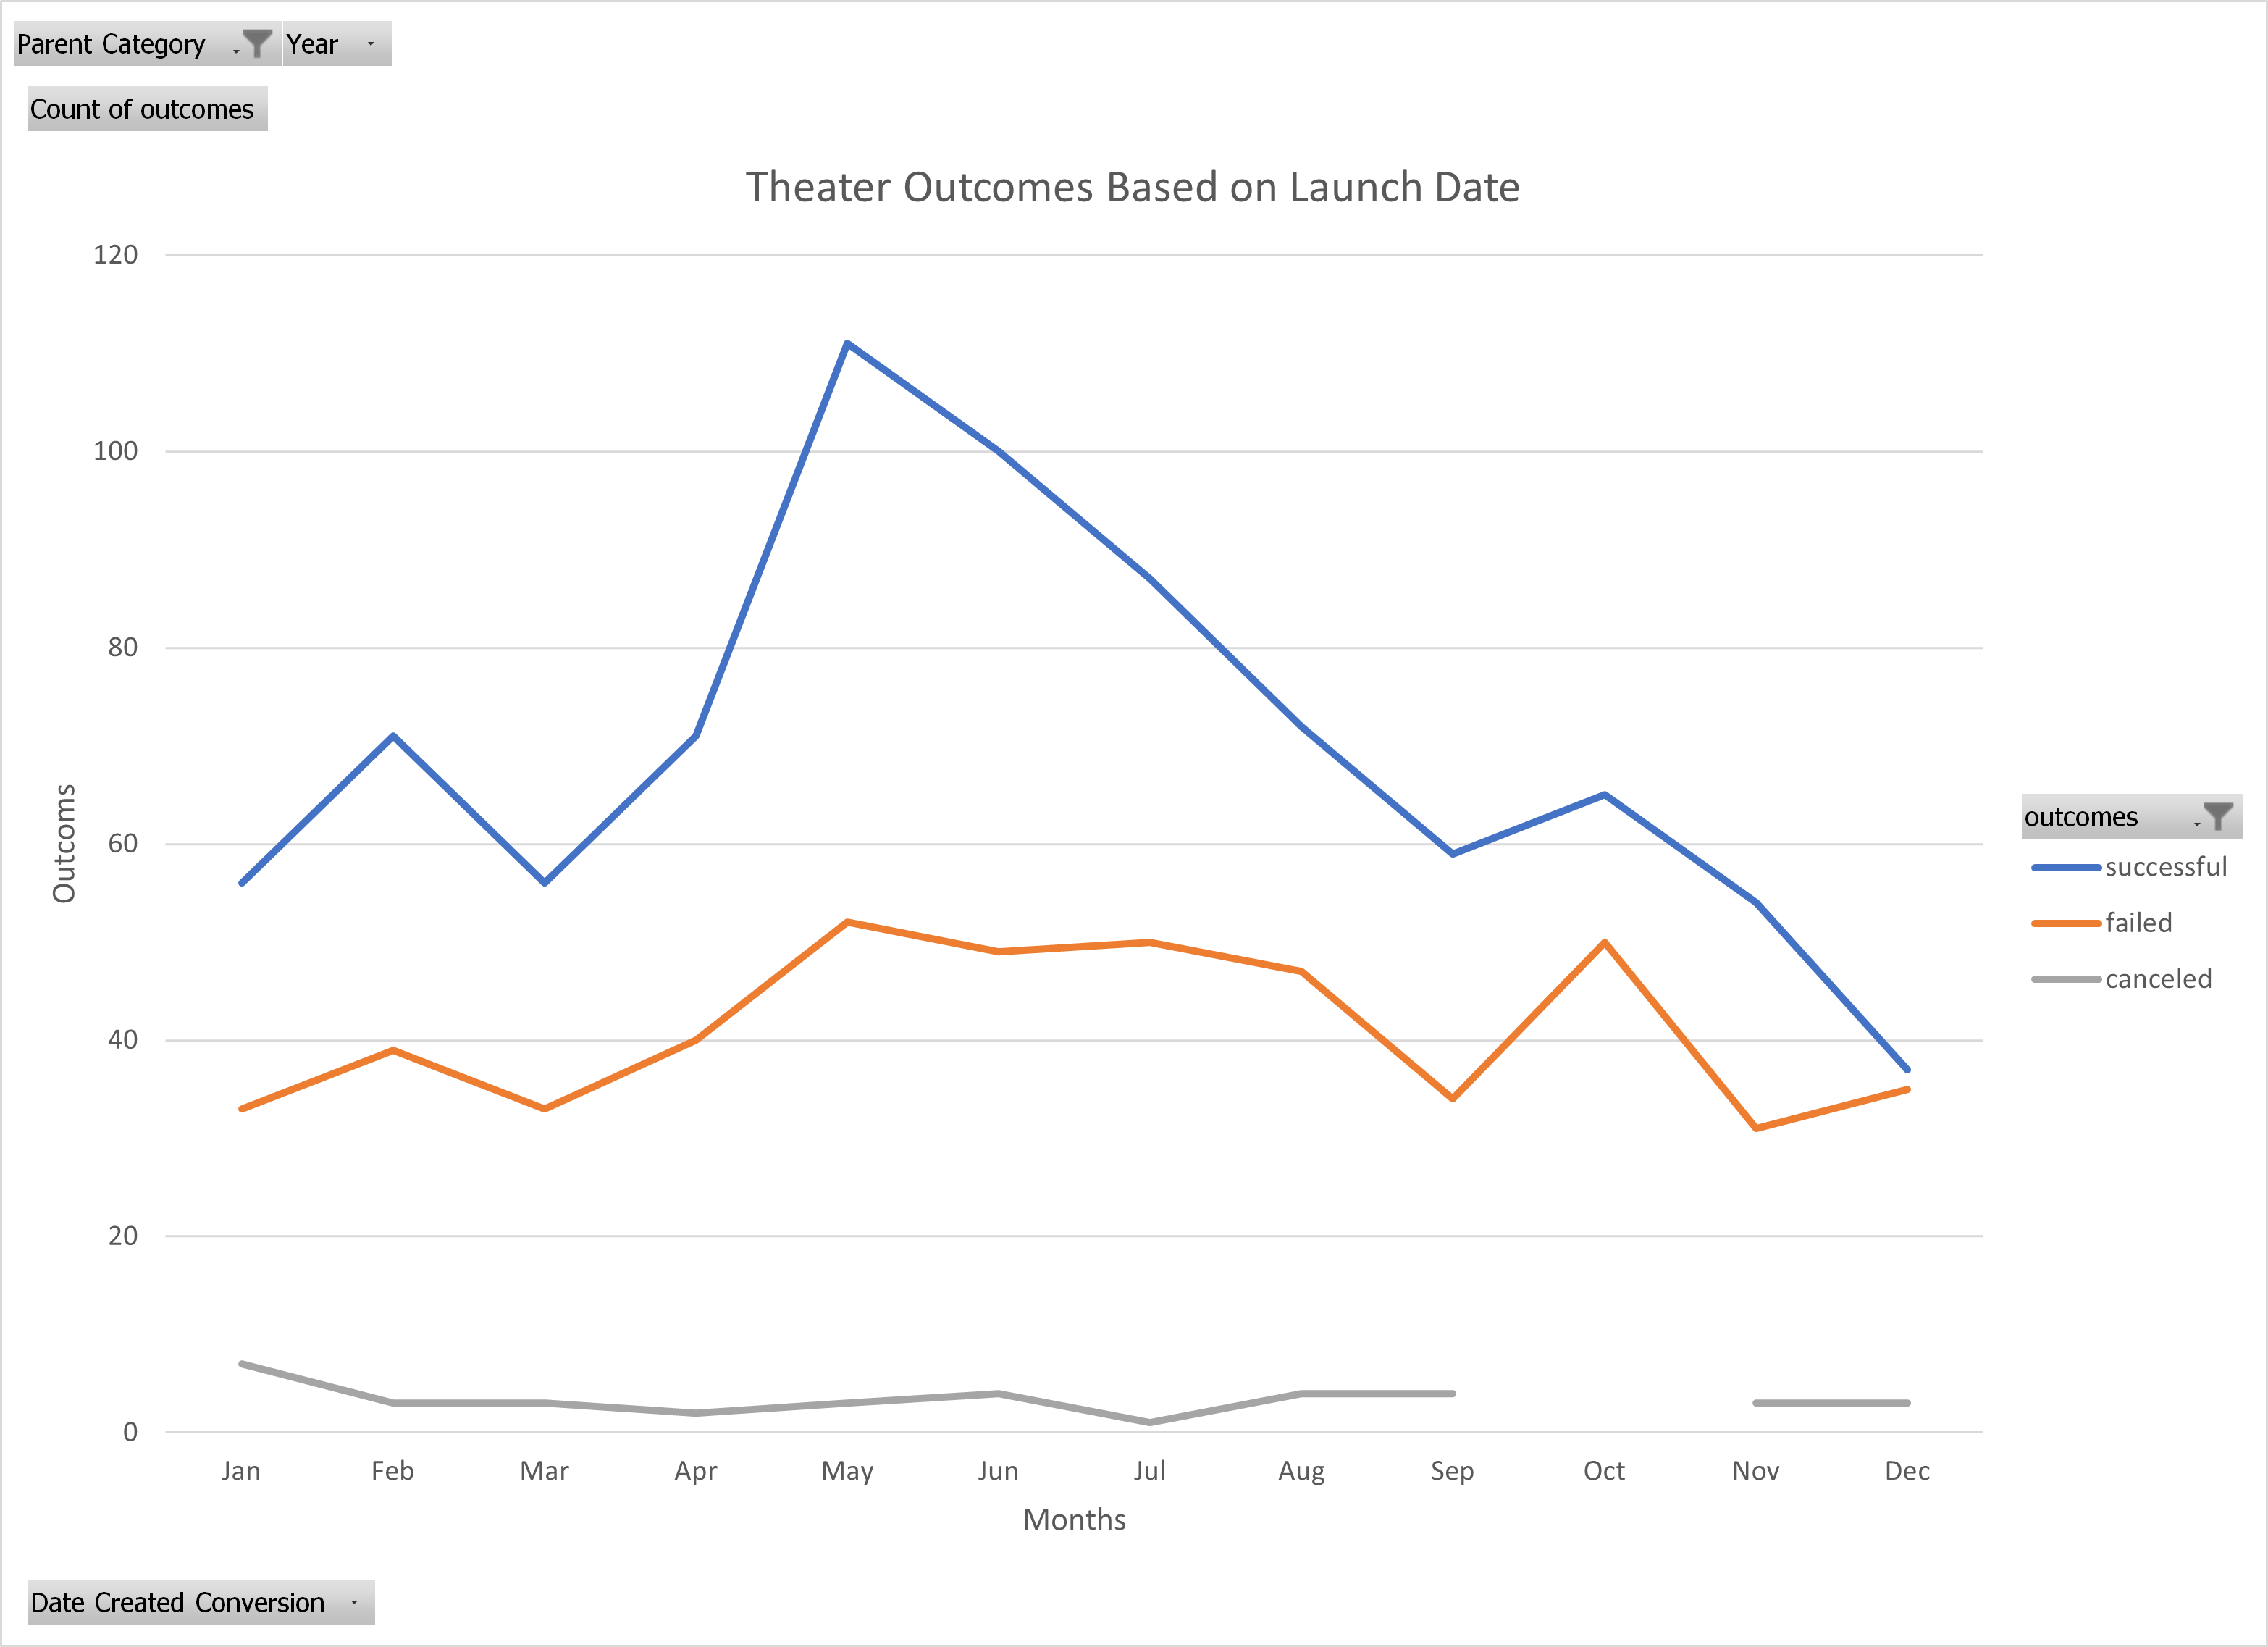 Parent Category Year
Count of outcomes
Theater Outcomes Based on Launch Date
120
100
80
60
40
20
0
Outcoms
Jan Feb Mar Apr May Jun Jul Aug Sep Oct Nov Dec
Months
outcomes
successful
failed
canceled
Date Created Conversion